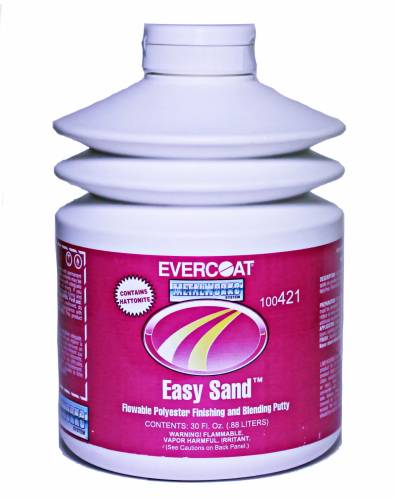 EVERCOAT
METALWORKS
SYSTEM
CONTAINS
HATTONITE
100421
Easy Sand™
Flowable Polyester Finishing and Blending Putty
CONTENTS: 30 Fl. Oz. (.88 LITERS)
WARNING! FLAMMABLE.
VAPOR HARMFUL. IRRITANT.
(See Cautions on Back Panel.)